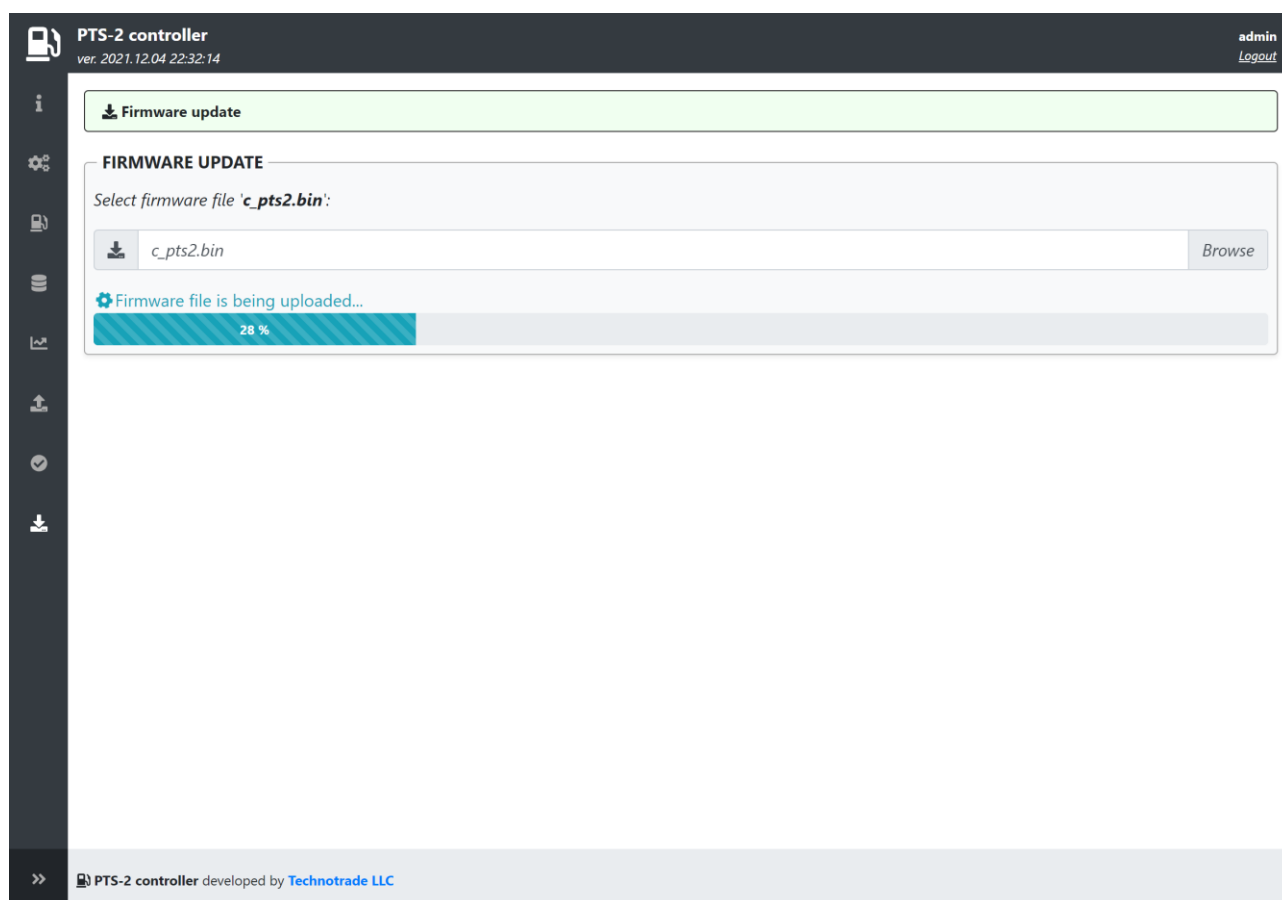 PTS-2 controller
ver. 2021.12.04 22:32:14
admin
Logout
Firmware update
FIRMWARE UPDATE
Select firmware file 'c_pts2.bin':
c_pts2.bin
Browse
Firmware file is being uploaded...
28 %
PTS-2 controller developed by Technotrade LLC